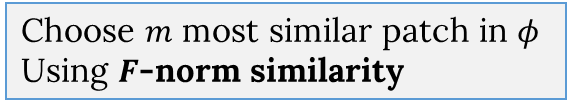 Choose m most similar patch in ϕ
Using F-norm similarity